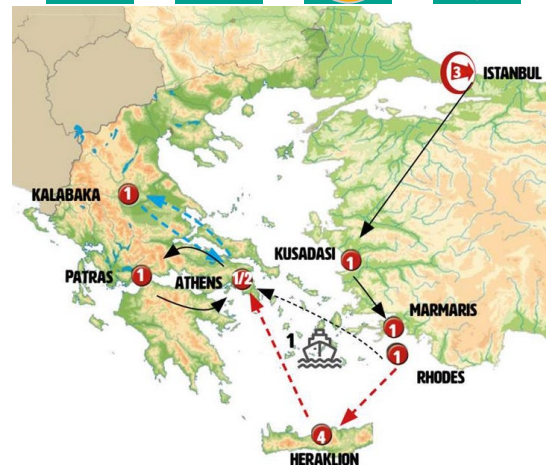 3 ISTANBUL
KALABAKA 1
KUSADASI 1
PATRAS 1
ATHENS 1/2
MARMARIS
1
1
1
RHODES
4
HERAKLION